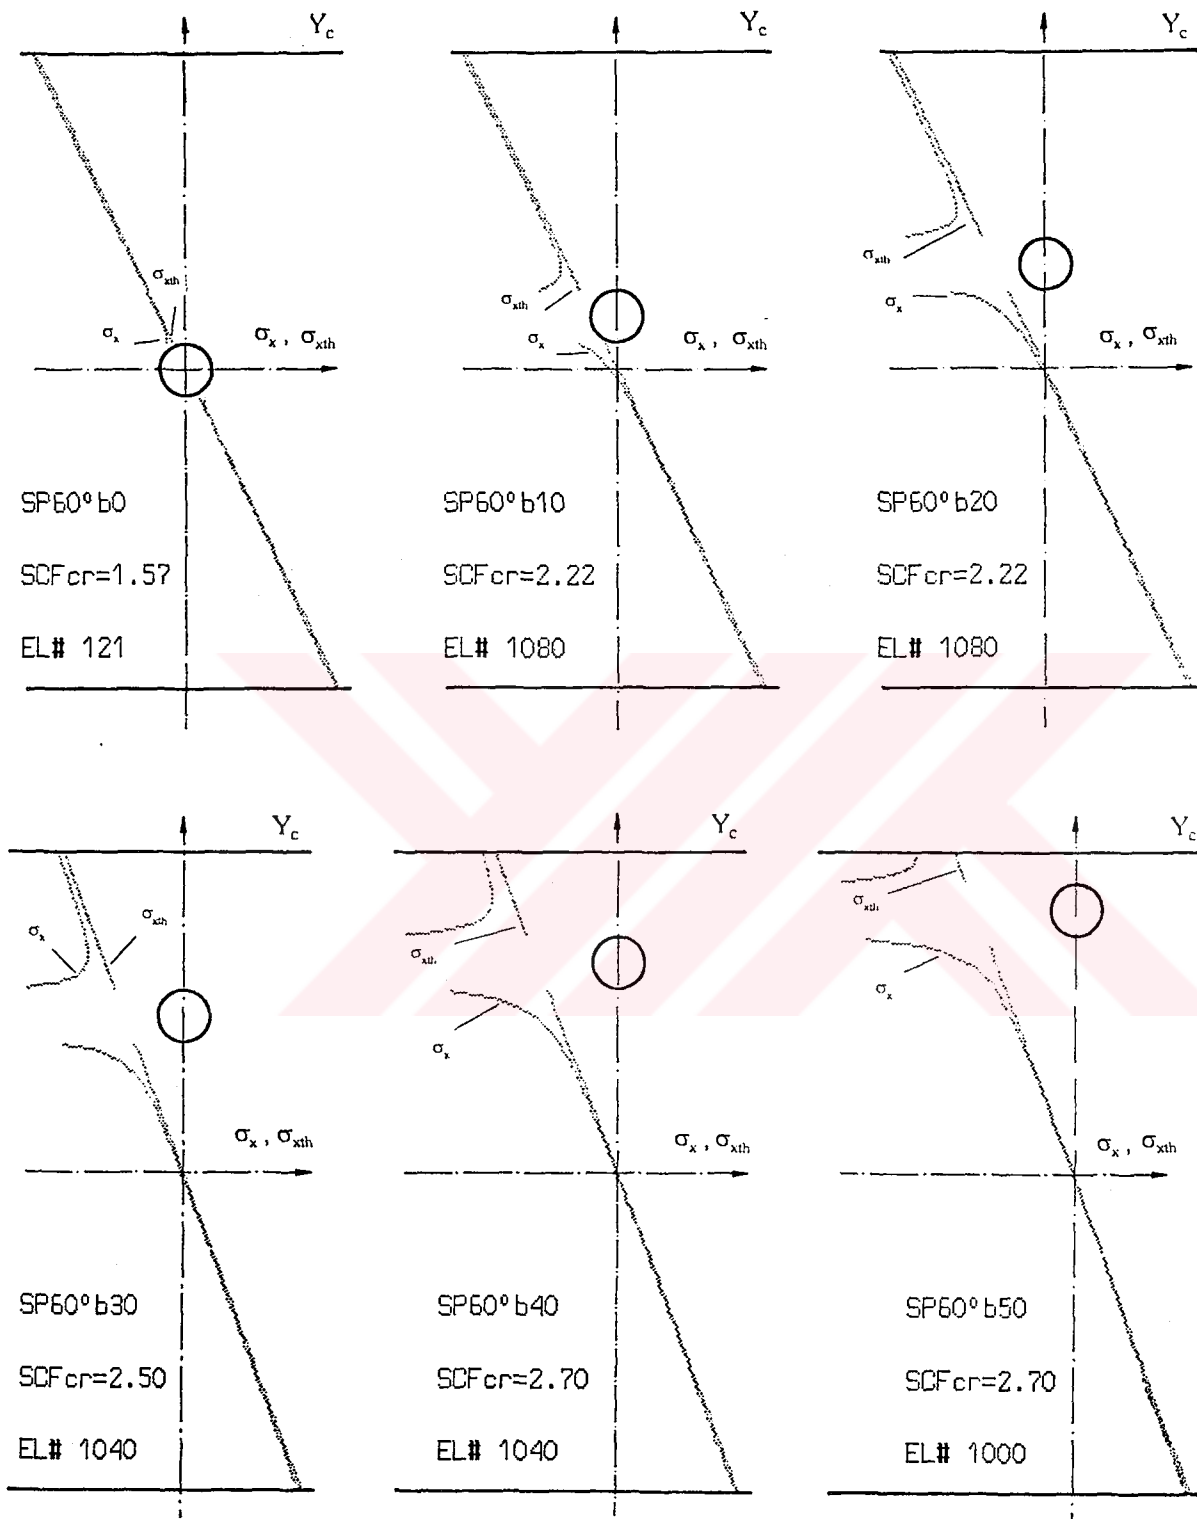 Y_c
σ_xth
σ_x
σ_x , σ_xth
SP60° b0
SCFcr=1.57
EL# 121
Y_c
σ_xth
σ_x
σ_x , σ_xth
SP60° b10
SCFcr=2.22
EL# 1080
Y_c
σ_xth
σ_x
σ_x , σ_xth
SP60° b20
SCFcr=2.22
EL# 1080
Y_c
σ_xth
σ_x
σ_x , σ_xth
SP60° b30
SCFcr=2.50
EL# 1040
Y_c
σ_xth
σ_x
σ_x , σ_xth
SP60° b40
SCFcr=2.70
EL# 1040
Y_c
σ_xth
σ_x
σ_x , σ_xth
SP60° b50
SCFcr=2.70
EL# 1000